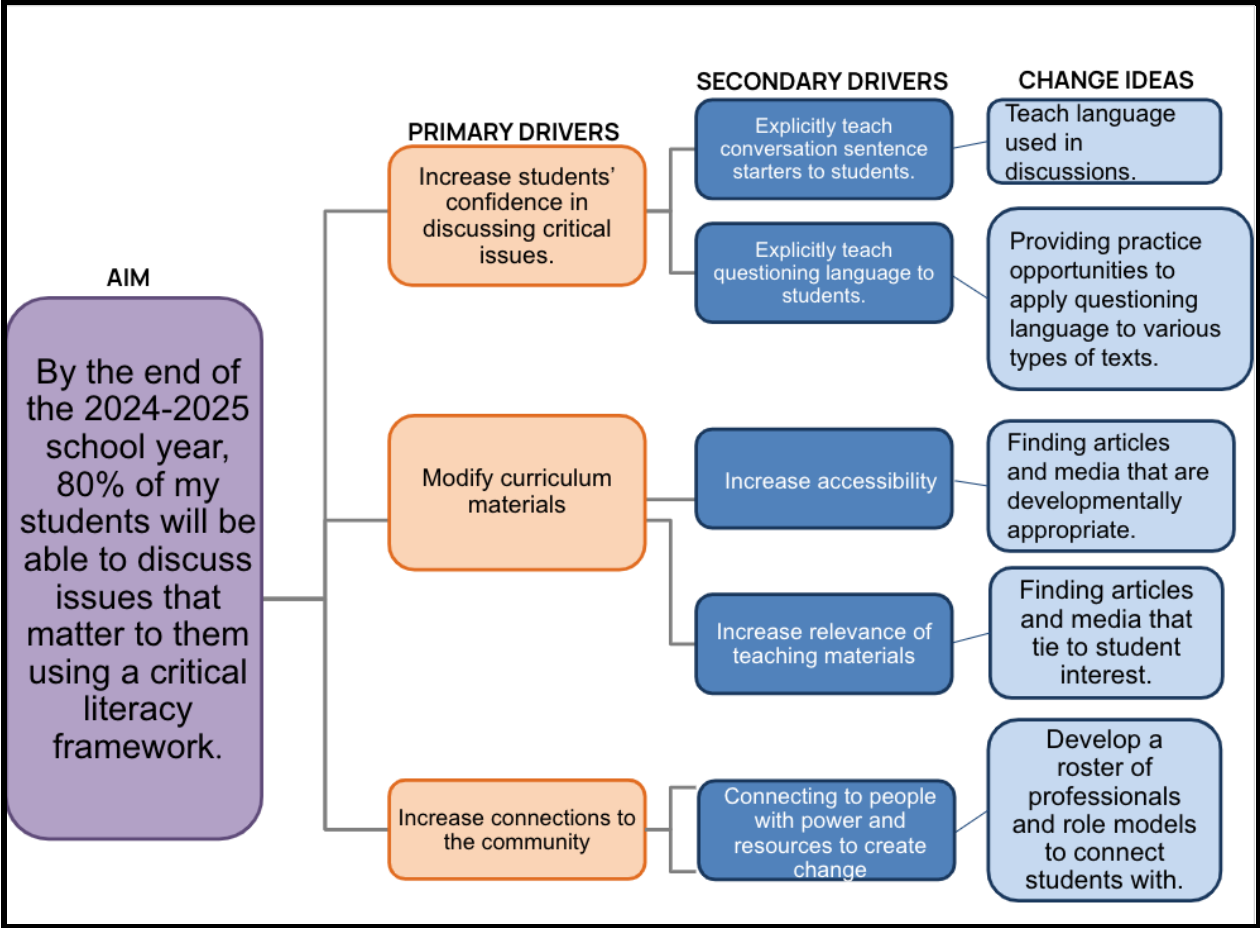 AIM
By the end of
the 2024-2025
school year,
80% of my
students will be
able to discuss
issues that
matter to them
using a critical
literacy
framework.
PRIMARY DRIVERS
Increase students’
confidence in
discussing critical
issues.
Modify curriculum
materials
Increase connections to
the community
SECONDARY DRIVERS
Explicitly teach
conversation sentence
starters to students.
Explicitly teach
questioning language to
students.
Increase accessibility
Increase relevance of
teaching materials
Connecting to people
with power and
resources to create
change
CHANGE IDEAS
Teach language
used in
discussions.
Providing practice
opportunities to
apply questioning
language to various
types of texts.
Finding articles
and media that are
developmentally
appropriate.
Finding articles
and media that
tie to student
interest.
Develop a
roster of
professionals
and role models
to connect
students with.